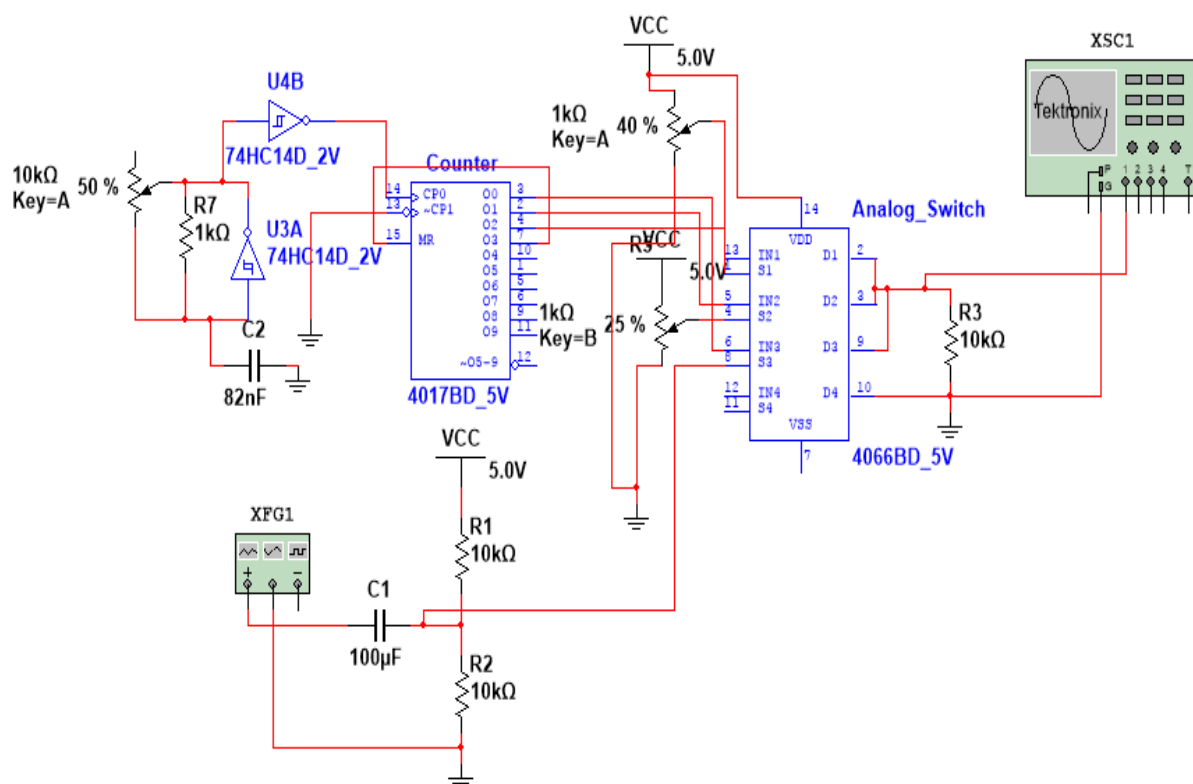 VCC
5.0V
XSC1
Tektronix
P
G
1
2
3
4
T
U4B
74HC14D_2V
10kΩ
Key=A
50 %
R7
1kΩ
U3A
74HC14D_2V
C2
82nF
Counter
14
CP0
13
~CP1
15
MR
O0
3
O1
2
O2
4
O3
7
O4
10
O5
1
O6
5
O7
6
O8
9
O9
11
~O5-9
12
4017BD_5V
1kΩ
Key=A
40 %
VCC
5.0V
1kΩ
Key=B
25 %
Analog_Switch
14
VDD
13
IN1
1
S1
5
IN2
4
S2
6
IN3
8
S3
12
IN4
11
S4
D1
2
D2
3
D3
9
D4
10
VSS
7
4066BD_5V
R3
10kΩ
VCC
5.0V
R1
10kΩ
XFG1
+
−
C1
100µF
R2
10kΩ